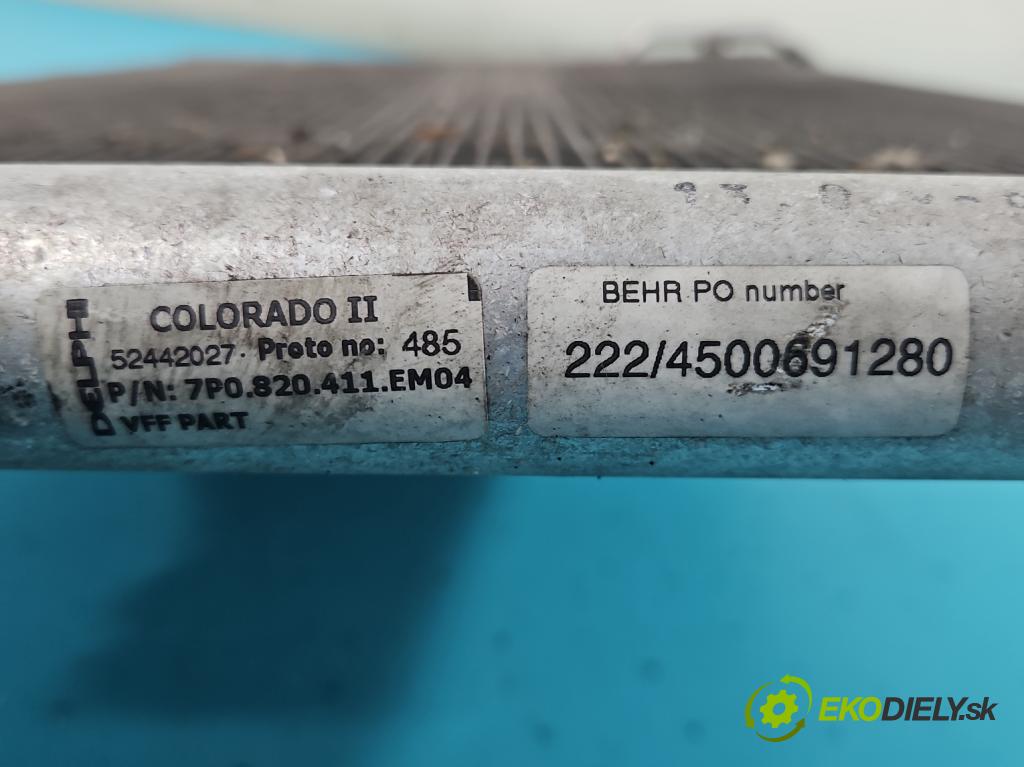 DELPHI
COLORADO II
52442027. Proto no: 485
P/N: 7P0.820.411.EM04
VFF PART
BEHR PO number
222/4500691280
EKODIELY.sk